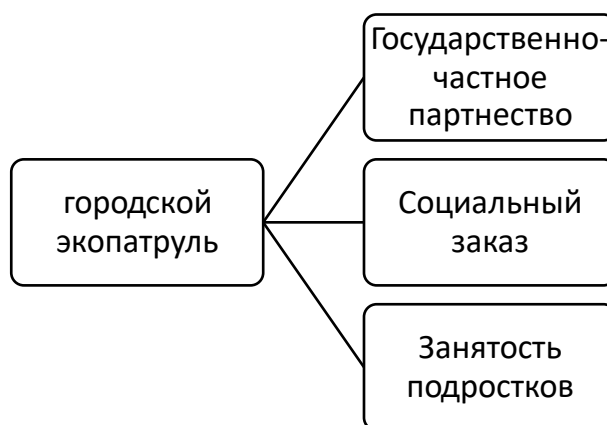 городской
экопатруль
Государственно-
частное
партнество
Социальный
заказ
Занятость
подростков